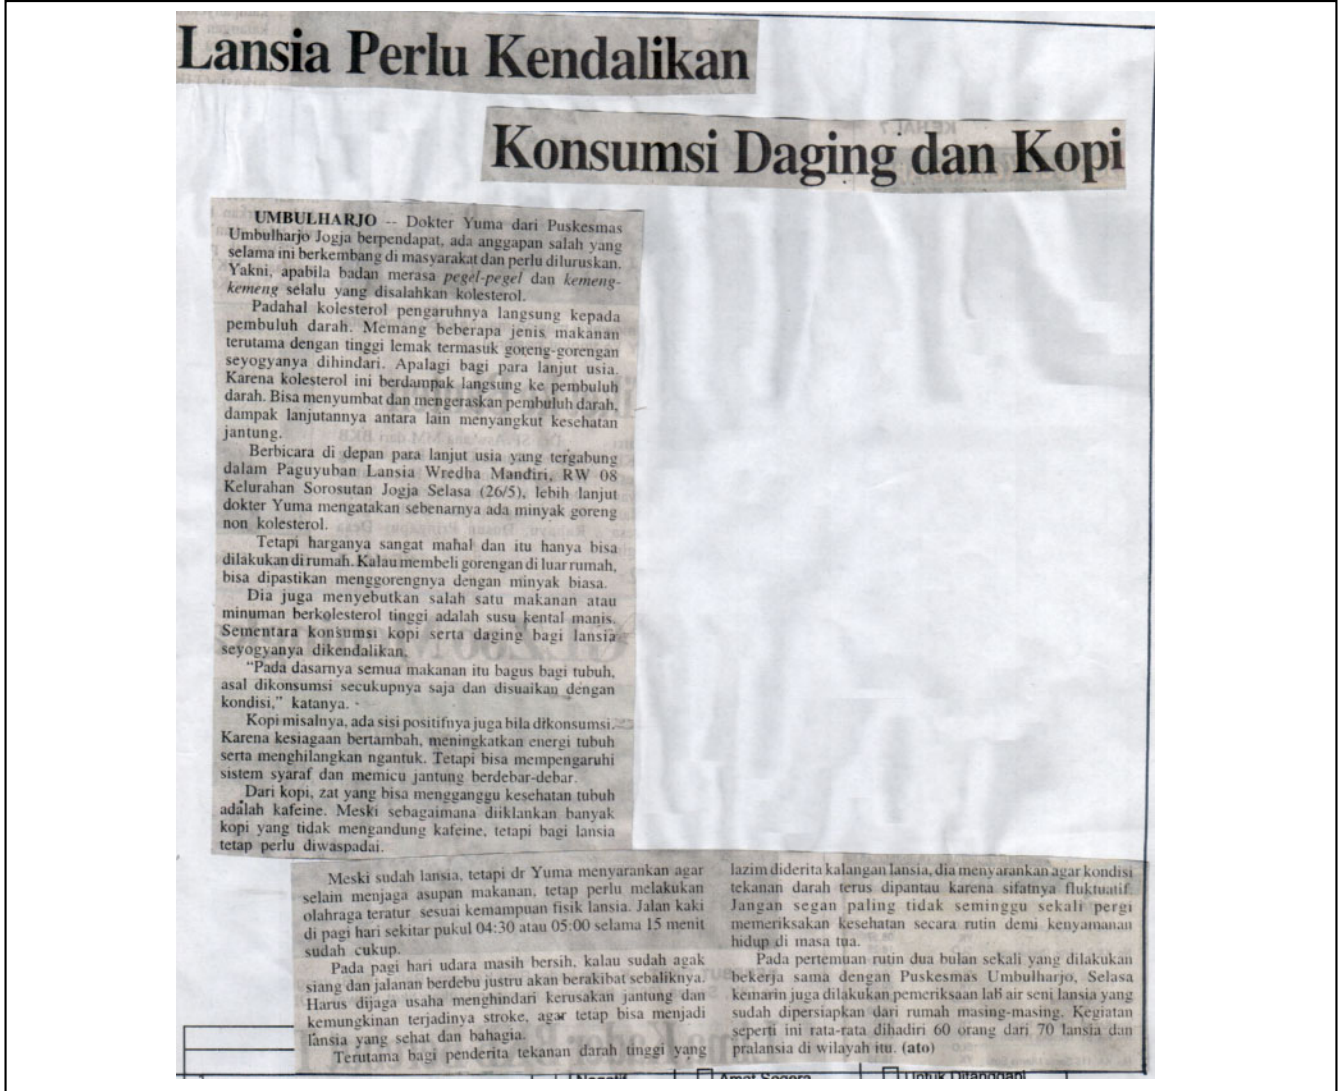 Lansia Perlu Kendalikan
Konsumsi Daging dan Kopi
UMBULHARJO -- Dokter Yuma dari Puskesmas
Umbulharjo Jogja berpendapat, ada anggapan salah yang
selama ini berkembang di masyarakat dan perlu diluruskan.
Yakni, apabila badan merasa pegel-pegel dan kemeng-
kemeng selalu yang disalahkan kolesterol.
Padahal kolesterol pengaruhnya langsung kepada
pembuluh darah. Memang beberapa jenis makanan
terutama dengan tinggi lemak termasuk goreng-gorengan
seyogyanya dihindari. Apalagi bagi para lanjut usia.
Karena kolesterol ini berdampak langsung ke pembuluh
darah. Bisa menyumbat dan mengeraskan pembuluh darah,
dampak lanjutannya antara lain menyangkut kesehatan
jantung.
Berbicara di depan para lanjut usia yang tergabung
dalam Paguyuban Lansia Wredha Mandiri, RW 08
Kelurahan Sorosutan Jogja Selasa (26/5), lebih lanjut
dokter Yuma mengatakan sebenarnya ada minyak goreng
non kolesterol.
Tetapi harganya sangat mahal dan itu hanya bisa
dilakukan di rumah. Kalau membeli gorengan di luar rumah,
bisa dipastikan menggorengnya dengan minyak biasa.
Dia juga menyebutkan salah satu makanan atau
minuman berkolesterol tinggi adalah susu kental manis.
Sementara konsumsi kopi serta daging bagi lansia
seyogyanya dikendalikan.
"Pada dasarnya semua makanan itu bagus bagi tubuh,
asal dikonsumsi secukupnya saja dan disuaikan dengan
kondisi," katanya.
Kopi misalnya, ada sisi positifnya juga bila dikonsumsi.
Karena kesiagaan bertambah, meningkatkan energi tubuh
serta menghilangkan ngantuk. Tetapi bisa mempengaruhi
sistem syaraf dan memicu jantung berdebar-debar.
Dari kopi, zat yang bisa mengganggu kesehatan tubuh
adalah kafeine. Meski sebagaimana diiklankan banyak
kopi yang tidak mengandung kafeine, tetapi bagi lansia
tetap perlu diwaspadai.
Meski sudah lansia, tetapi dr Yuma menyarankan agar
selain menjaga asupan makanan, tetap perlu melakukan
olahraga teratur sesuai kemampuan fisik lansia. Jalan kaki
di pagi hari sekitar pukul 04:30 atau 05:00 selama 15 menit
sudah cukup.
Pada pagi hari udara masih bersih, kalau sudah agak
siang dan jalanan berdebu justru akan berakibat sebaliknya.
Harus dijaga usaha menghindari kerusakan jantung dan
kemungkinan terjadinya stroke, agar tetap bisa menjadi
lansia yang sehat dan bahagia.
Terutama bagi penderita tekanan darah tinggi yang
lazim diderita kalangan lansia, dia menyarankan agar kondisi
tekanan darah terus dipantau karena sifatnya fluktuatif.
Jangan segan paling tidak seminggu sekali pergi
memeriksakan kesehatan secara rutin demi kenyamanan
hidup di masa tua.
Pada pertemuan rutin dua bulan sekali yang dilakukan
bekerja sama dengan Puskesmas Umbulharjo, Selasa
kemarin juga dilakukan pemeriksaan lab air seni lansia yang
sudah dipersiapkan dari rumah masing-masing. Kegiatan
seperti ini rata-rata dihadiri 60 orang dari 70 lansia dan
pralansia di wilayah itu. (ato)